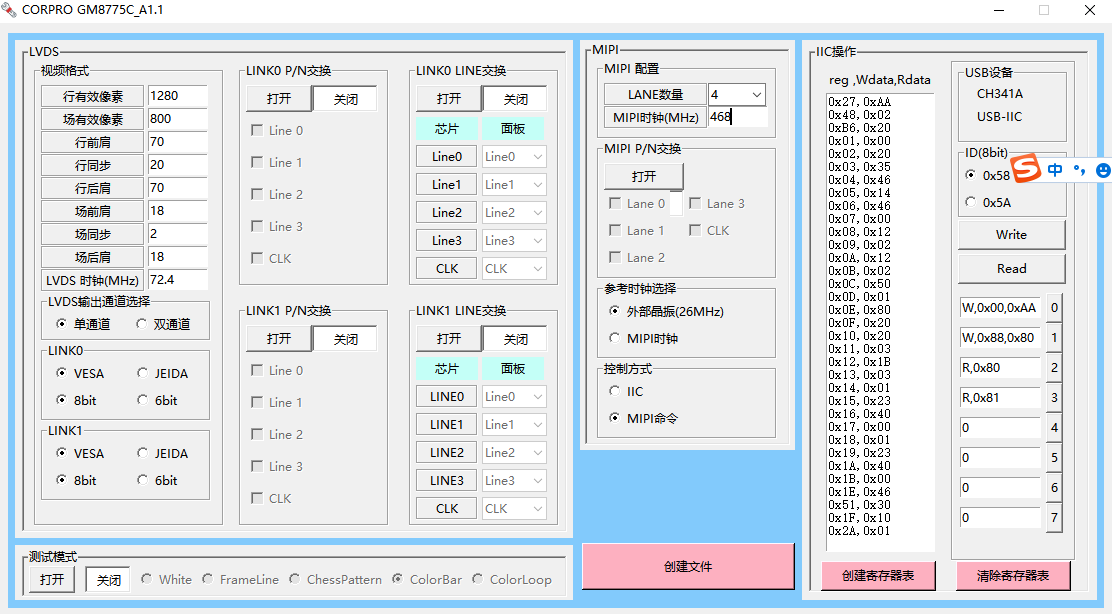 CORPRO GM8775C_A1.1
LVDS
视频格式
行有效像素 1280
场有效像素 800
行前肩 70
行同步 20
行后肩 70
场前肩 18
场同步 2
场后肩 18
LVDS 时钟(MHz) 72.4
LVDS输出通道选择
单通道 双通道
LINK0
VESA JEIDA
8bit 6bit
LINK1
VESA JEIDA
8bit 6bit
LINK0 P/N交换
打开 关闭
Line 0
Line 1
Line 2
Line 3
CLK
LINK1 P/N交换
打开 关闭
Line 0
Line 1
Line 2
Line 3
CLK
LINK0 LINE交换
打开 关闭
芯片 面板
Line0 Line0
Line1 Line1
Line2 Line2
Line3 Line3
CLK CLK
LINK1 LINE交换
打开 关闭
芯片 面板
LINE0 Line0
LINE1 Line1
LINE2 Line2
LINE3 Line3
CLK CLK
测试模式
打开 关闭 White FrameLine ChessPattern ColorBar ColorLoop
MIPI
MIPI 配置
LANE数量 4
MIPI时钟(MHz) 468
MIPI P/N交换
打开
Lane 0 Lane 3
Lane 1 CLK
Lane 2
参考时钟选择
外部晶振(26MHz)
MIPI时钟
控制方式
IIC
MIPI命令
创建文件
IIC操作
reg ,Wdata,Rdata
0x27,0xAA
0x48,0x02
0xB6,0x20
0x01,0x00
0x02,0x20
0x03,0x35
0x04,0x46
0x05,0x14
0x06,0x46
0x07,0x00
0x08,0x12
0x09,0x02
0x0A,0x12
0x0B,0x02
0x0C,0x50
0x0D,0x01
0x0E,0x80
0x0F,0x20
0x10,0x20
0x11,0x03
0x12,0x1B
0x13,0x03
0x14,0x01
0x15,0x23
0x16,0x40
0x17,0x00
0x18,0x01
0x19,0x23
0x1A,0x40
0x1B,0x00
0x1E,0x46
0x51,0x30
0x1F,0x10
0x2A,0x01
创建寄存器表
USB设备
CH341A
USB-IIC
ID(8bit)
0x58
S 中
0x5A
Write
Read
W,0x00,0xAA 0
W,0x88,0x80 1
R,0x80 2
R,0x81 3
0 4
0 5
0 6
0 7
清除寄存器表